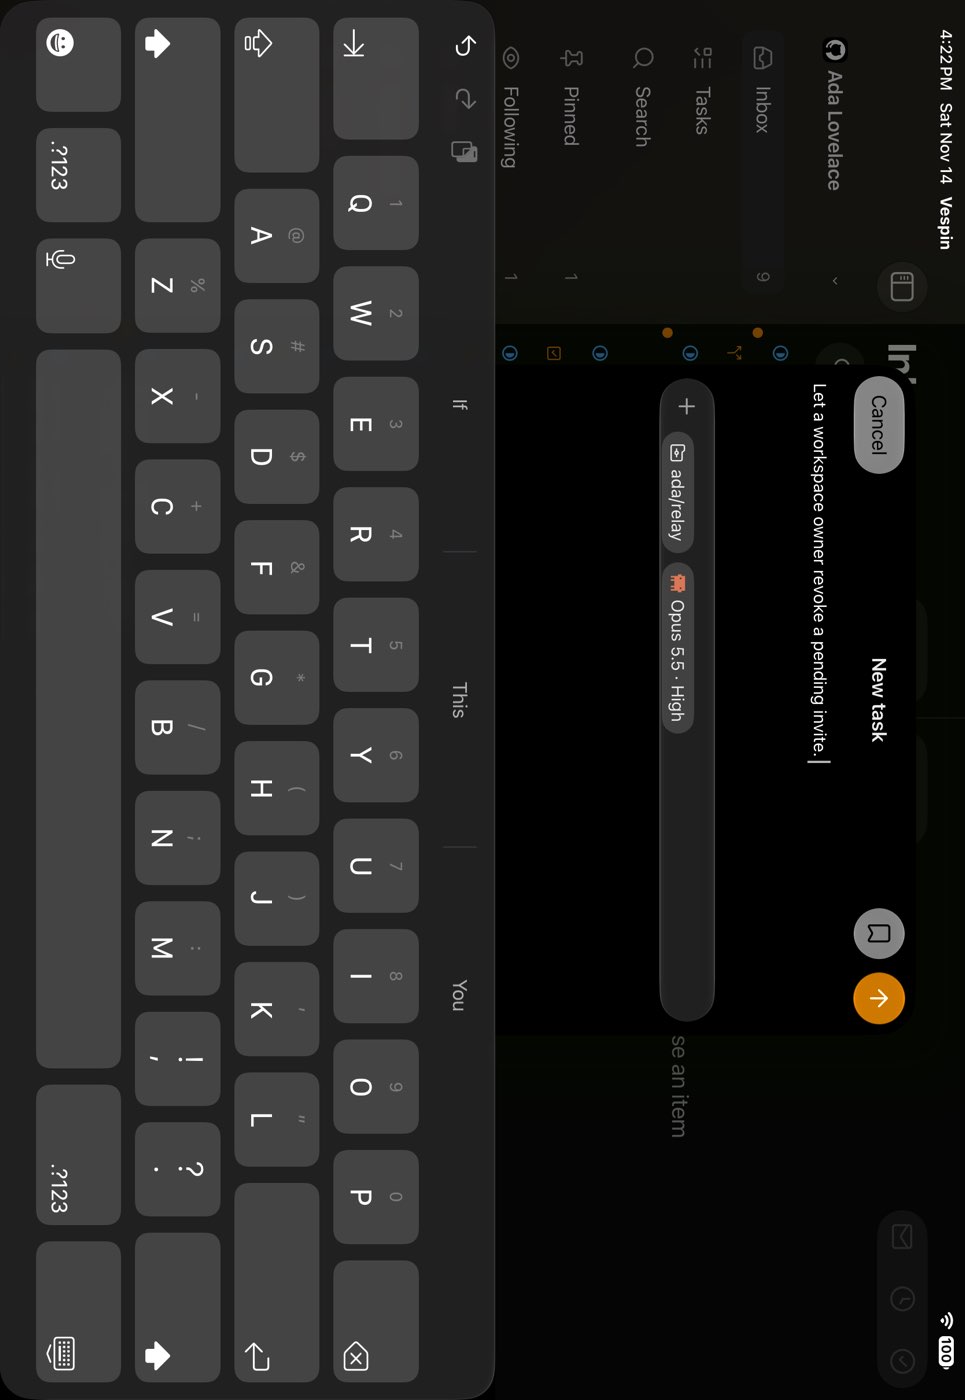 4:22 PM Sat Nov 14 Vespin
100
Cancel
New task
Ada Lovelace
Let a workspace owner revoke a pending invite.
Inbox 9
Tasks
ada/relay
Opus 5.5 · High
se an item
Search
Pinned 1
Following 1
If
This
You
1 2 3 4 5 6 7 8 9 0
Q W E R T Y U I O P
@ # $ & * ( ) ' "
A S D F G H J K L
% - + = / ; : ! ?
Z X C V B N M , .
.?123
.?123